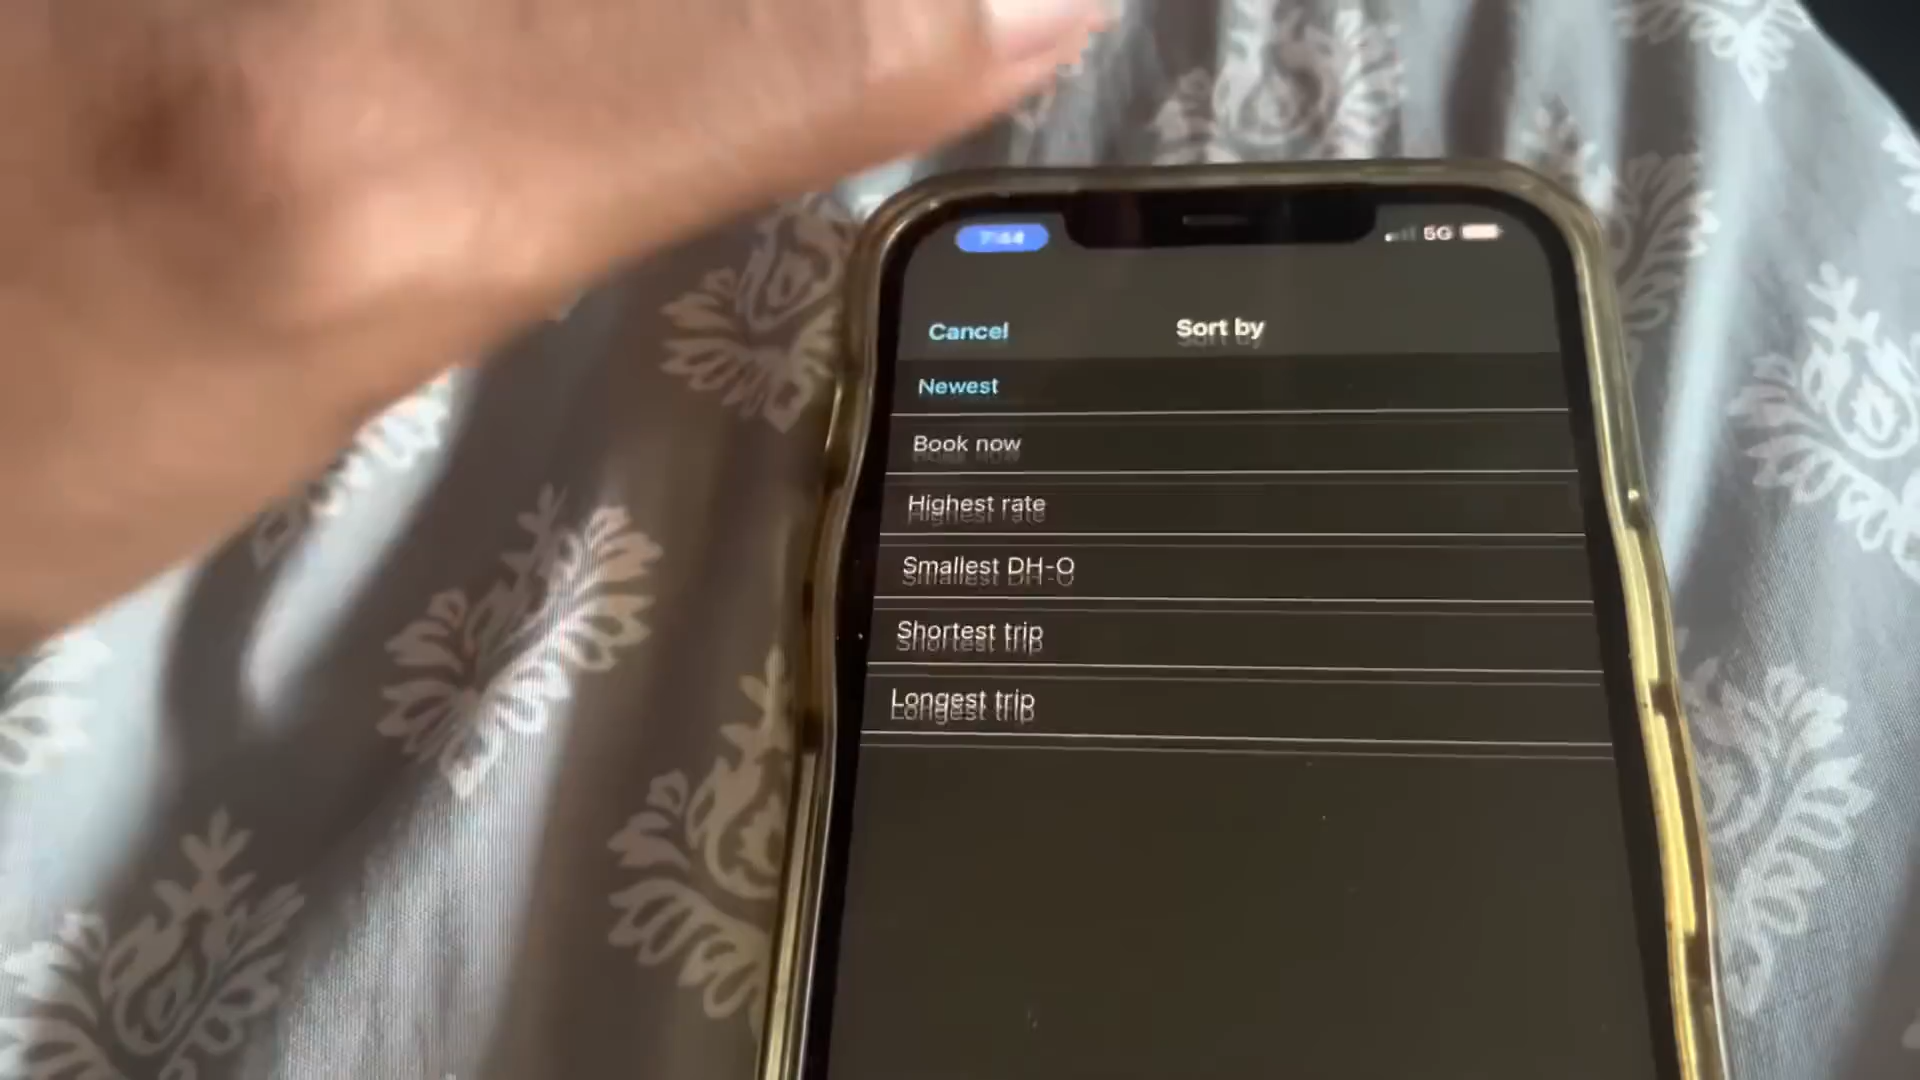 5G
Cancel
Sort by
Newest
Book now
Highest rate
Smallest DH-O
Shortest trip
Longest trip